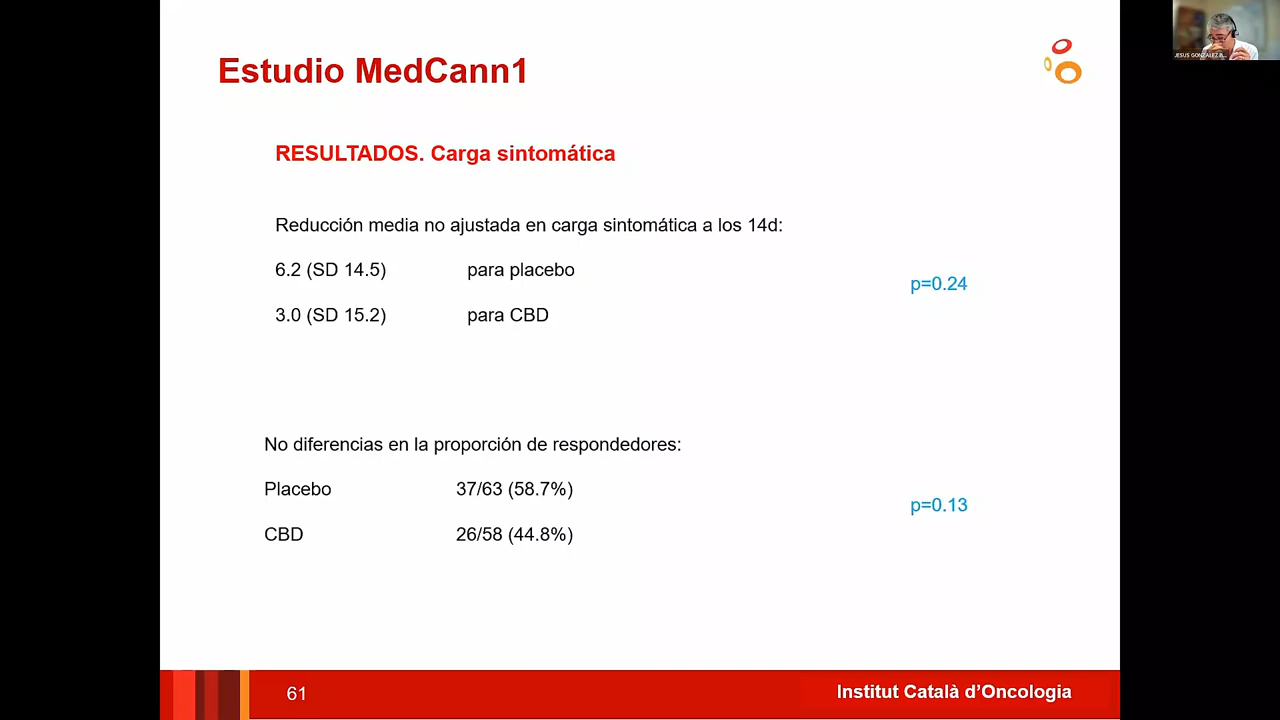 JESUS GONZALEZ B...
Estudio MedCann1
RESULTADOS. Carga sintomática
Reducción media no ajustada en carga sintomática a los 14d:
6.2 (SD 14.5) para placebo
p=0.24
3.0 (SD 15.2) para CBD
No diferencias en la proporción de respondedores:
Placebo 37/63 (58.7%)
p=0.13
CBD 26/58 (44.8%)
61
Institut Català d’Oncologia